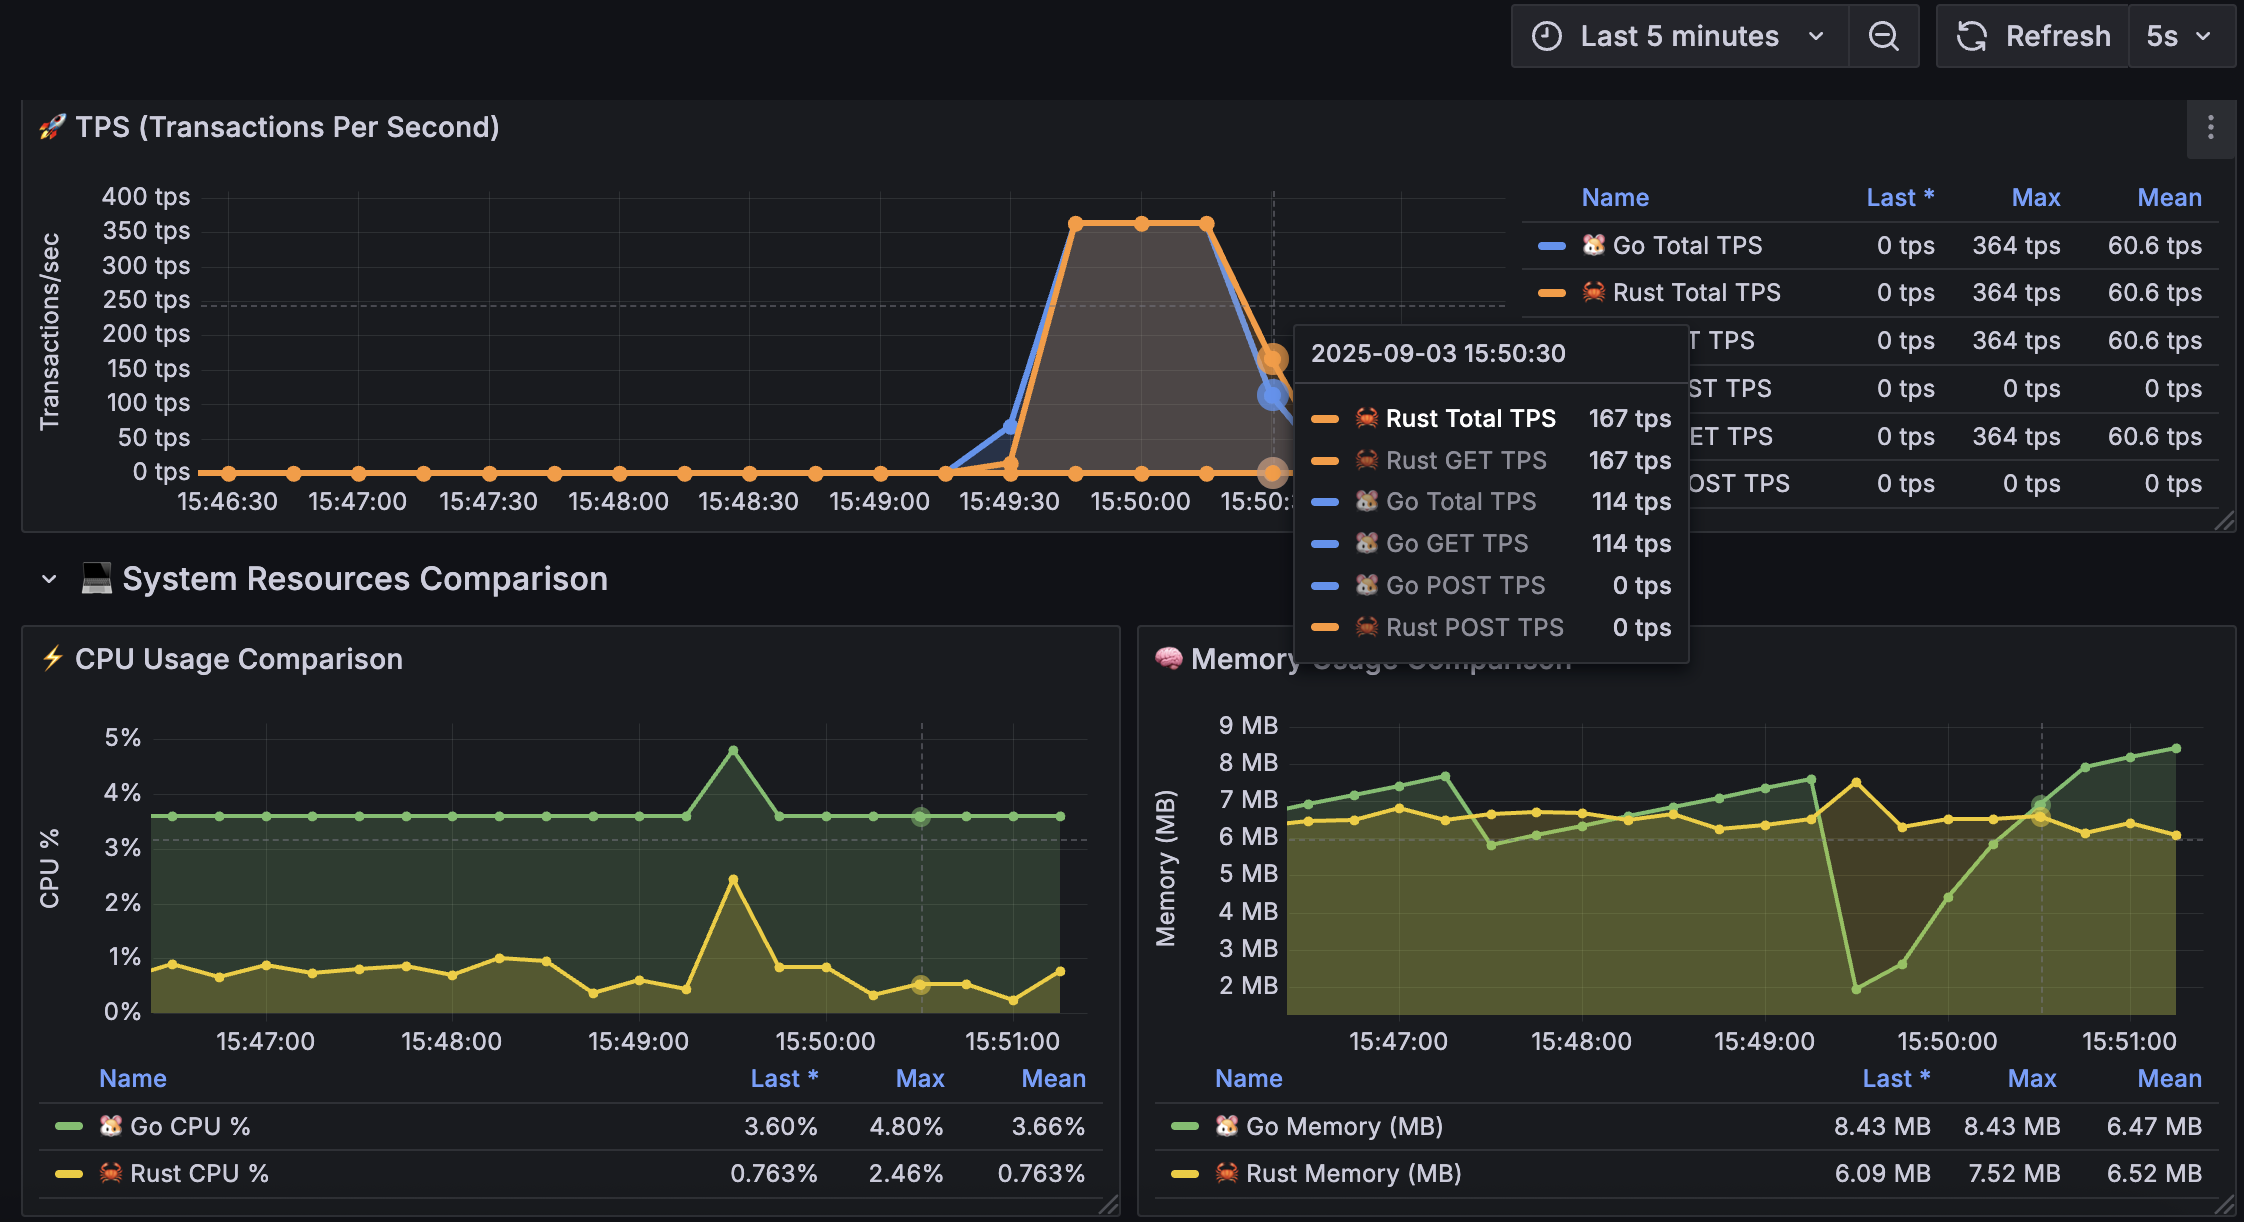 Last 5 minutes
Refresh
5s
🚀 TPS (Transactions Per Second)
Transactions/sec
400 tps
350 tps
300 tps
250 tps
200 tps
150 tps
100 tps
50 tps
0 tps
15:46:30 15:47:00 15:47:30 15:48:00 15:48:30 15:49:00 15:49:30 15:50:00 15:50:
Name Last * Max Mean
🐹 Go Total TPS 0 tps 364 tps 60.6 tps
🦀 Rust Total TPS 0 tps 364 tps 60.6 tps
T TPS 0 tps 364 tps 60.6 tps
ST TPS 0 tps 0 tps 0 tps
ET TPS 0 tps 364 tps 60.6 tps
OST TPS 0 tps 0 tps 0 tps
2025-09-03 15:50:30
🦀 Rust Total TPS 167 tps
🦀 Rust GET TPS 167 tps
🐹 Go Total TPS 114 tps
🐹 Go GET TPS 114 tps
🐹 Go POST TPS 0 tps
🦀 Rust POST TPS 0 tps
💻 System Resources Comparison
⚡ CPU Usage Comparison
CPU %
5%
4%
3%
2%
1%
0%
15:47:00 15:48:00 15:49:00 15:50:00 15:51:00
Name Last * Max Mean
🐹 Go CPU % 3.60% 4.80% 3.66%
🦀 Rust CPU % 0.763% 2.46% 0.763%
🧠 Memory Usage Comparison
Memory (MB)
9 MB
8 MB
7 MB
6 MB
5 MB
4 MB
3 MB
2 MB
15:47:00 15:48:00 15:49:00 15:50:00 15:51:00
Name Last * Max Mean
🐹 Go Memory (MB) 8.43 MB 8.43 MB 6.47 MB
🦀 Rust Memory (MB) 6.09 MB 7.52 MB 6.52 MB